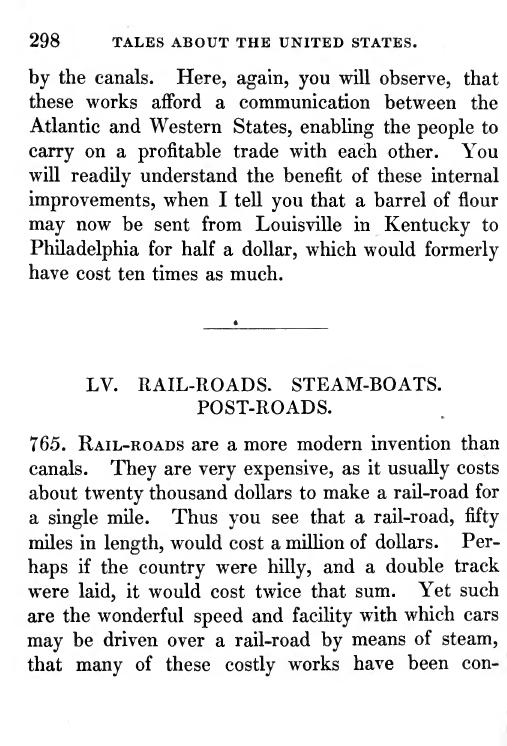 298 TALES ABOUT THE UNITED STATES.
by the canals. Here, again, you will observe, that
these works afford a communication between the
Atlantic and Western States, enabling the people to
carry on a profitable trade with each other. You
will readily understand the benefit of these internal
improvements, when I tell you that a barrel of flour
may now be sent from Louisville in Kentucky to
Philadelphia for half a dollar, which would formerly
have cost ten times as much.
LV. RAIL-ROADS. STEAM-BOATS.
POST-ROADS.
765. RAIL-ROADS are a more modern invention than
canals. They are very expensive, as it usually costs
about twenty thousand dollars to make a rail-road for
a single mile. Thus you see that a rail-road, fifty
miles in length, would cost a million of dollars. Per-
haps if the country were hilly, and a double track
were laid, it would cost twice that sum. Yet such
are the wonderful speed and facility with which cars
may be driven over a rail-road by means of steam,
that many of these costly works have been con-